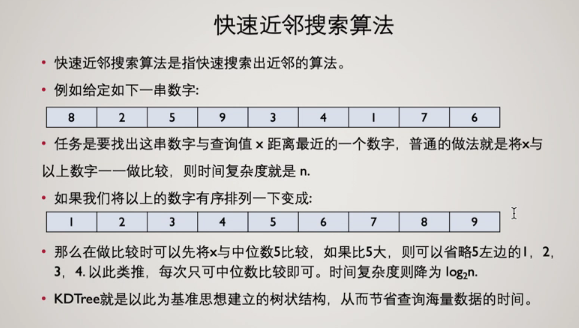 快速近邻搜索算法
• 快速近邻搜索算法是指快速搜索出近邻的算法。
• 例如给定如下一串数字:
8 2 5 9 3 4 1 7 6
• 任务是要找出这串数字与查询值 x 距离最近的一个数字，普通的做法就是将x与
以上数字一一做比较，则时间复杂度就是 n.
• 如果我们将以上的数字有序排列一下变成:
1 2 3 4 5 6 7 8 9
• 那么在做比较时可以先将x与中位数5比较，如果比5大，则可以省略5左边的1，2，
3，4. 以此类推，每次只可中位数比较即可。时间复杂度则降为 log₂n.
• KDTree就是以此为基准思想建立的树状结构，从而节省查询海量数据的时间。